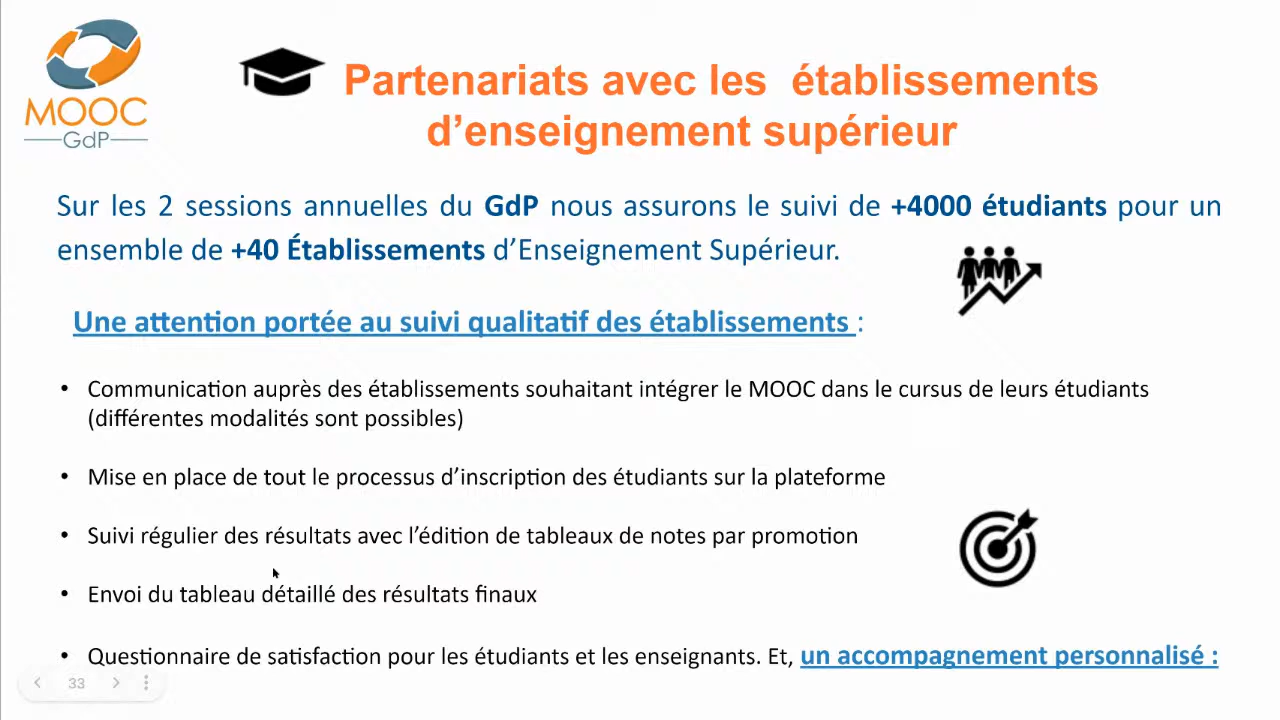 MOOC
GdP
Partenariats avec les établissements
d’enseignement supérieur
Sur les 2 sessions annuelles du GdP nous assurons le suivi de +4000 étudiants pour un
ensemble de +40 Établissements d’Enseignement Supérieur.
Une attention portée au suivi qualitatif des établissements :
• Communication auprès des établissements souhaitant intégrer le MOOC dans le cursus de leurs étudiants
(différentes modalités sont possibles)
• Mise en place de tout le processus d’inscription des étudiants sur la plateforme
• Suivi régulier des résultats avec l’édition de tableaux de notes par promotion
• Envoi du tableau détaillé des résultats finaux
• Questionnaire de satisfaction pour les étudiants et les enseignants. Et, un accompagnement personnalisé :
33